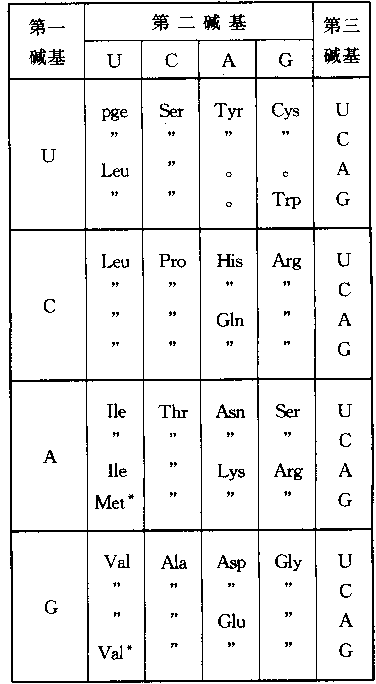 第一 第二碱基 第三
碱基 U C A G 碱基
U pge Ser Tyr Cys U
” ” ” ” C
Leu ” 。 。 A
” ” 。 Trp G
C Leu Pro His Arg U
” ” ” ” C
” ” Gln ” A
” ” ” ” G
A Ile Thr Asn Ser U
” ” ” ” C
Ile ” Lys Arg A
Met* ” ” ” G
G Val Ala Asp Gly U
” ” ” ” C
” ” Glu ” A
Val* ” ” ” G